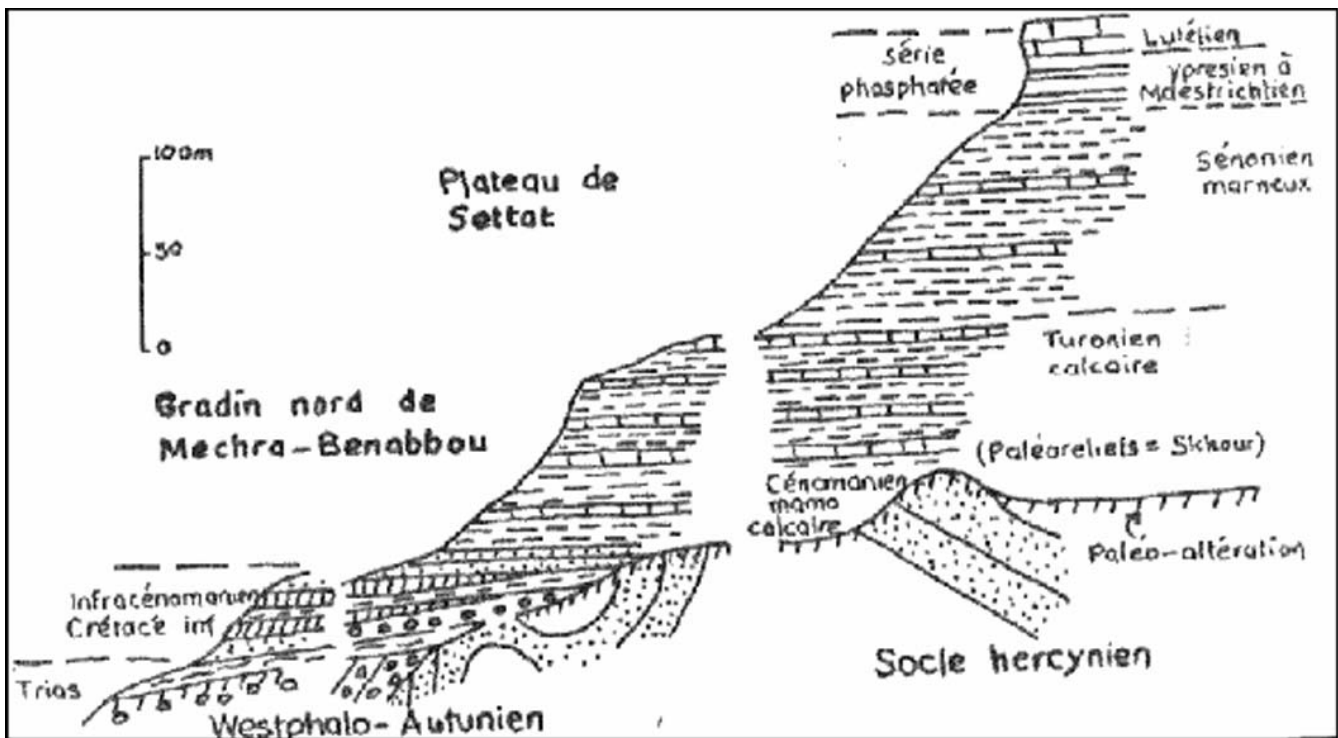 Lutétien
série
phosphatée
Ypresien à
Maestrichtien
100m
50
0
Plateau de
Settat
Sénonien
marneux
Turonien
calcaire
Gradin nord de
Mechra-Benabbou
(Paléoreliefs = Skhour)
Cénomanien
marno
calcaire
Paléo-altération
Infracénomanien
Crétacé inf
Trias
Socle hercynien
Westphalo-Autunien